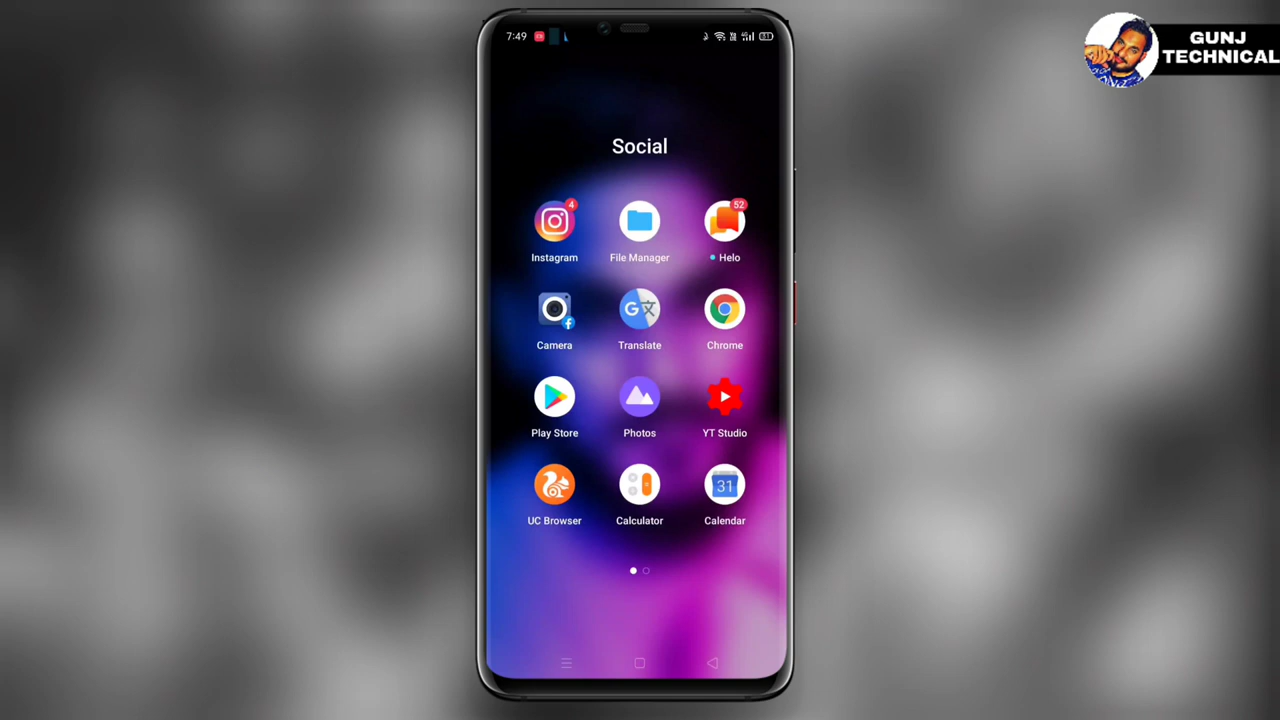 GUNJ
TECHNICAL
7:49
Social
4
52
Instagram
File Manager
Helo
Camera
Translate
Chrome
Play Store
Photos
YT Studio
31
UC Browser
Calculator
Calendar